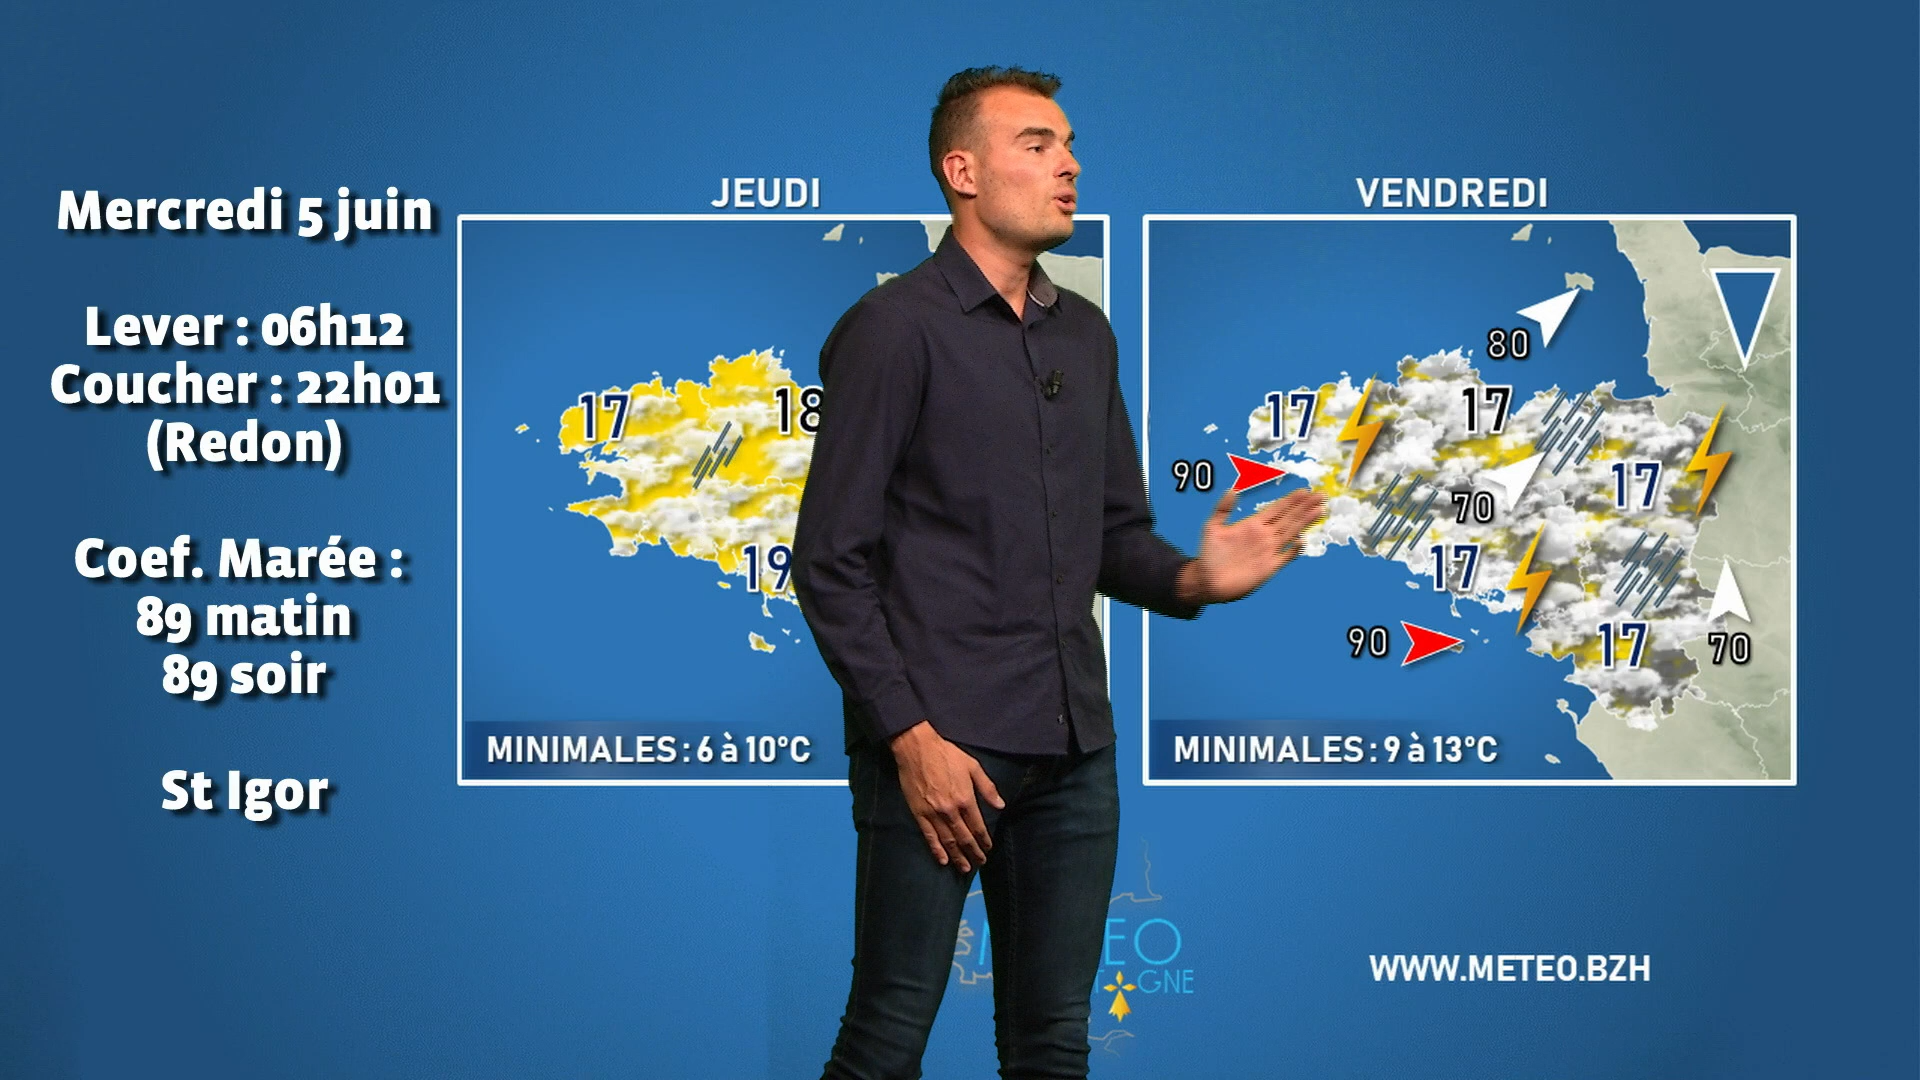 Mercredi 5 juin
Lever : 06h12
Coucher : 22h01
(Redon)
Coef. Marée :
89 matin
89 soir
St Igor
JEUDI
17
18
19
MINIMALES : 6 à 10°C
VENDREDI
80
17
17
90
70
17
17
90
17
70
MINIMALES : 9 à 13°C
WWW.METEO.BZH